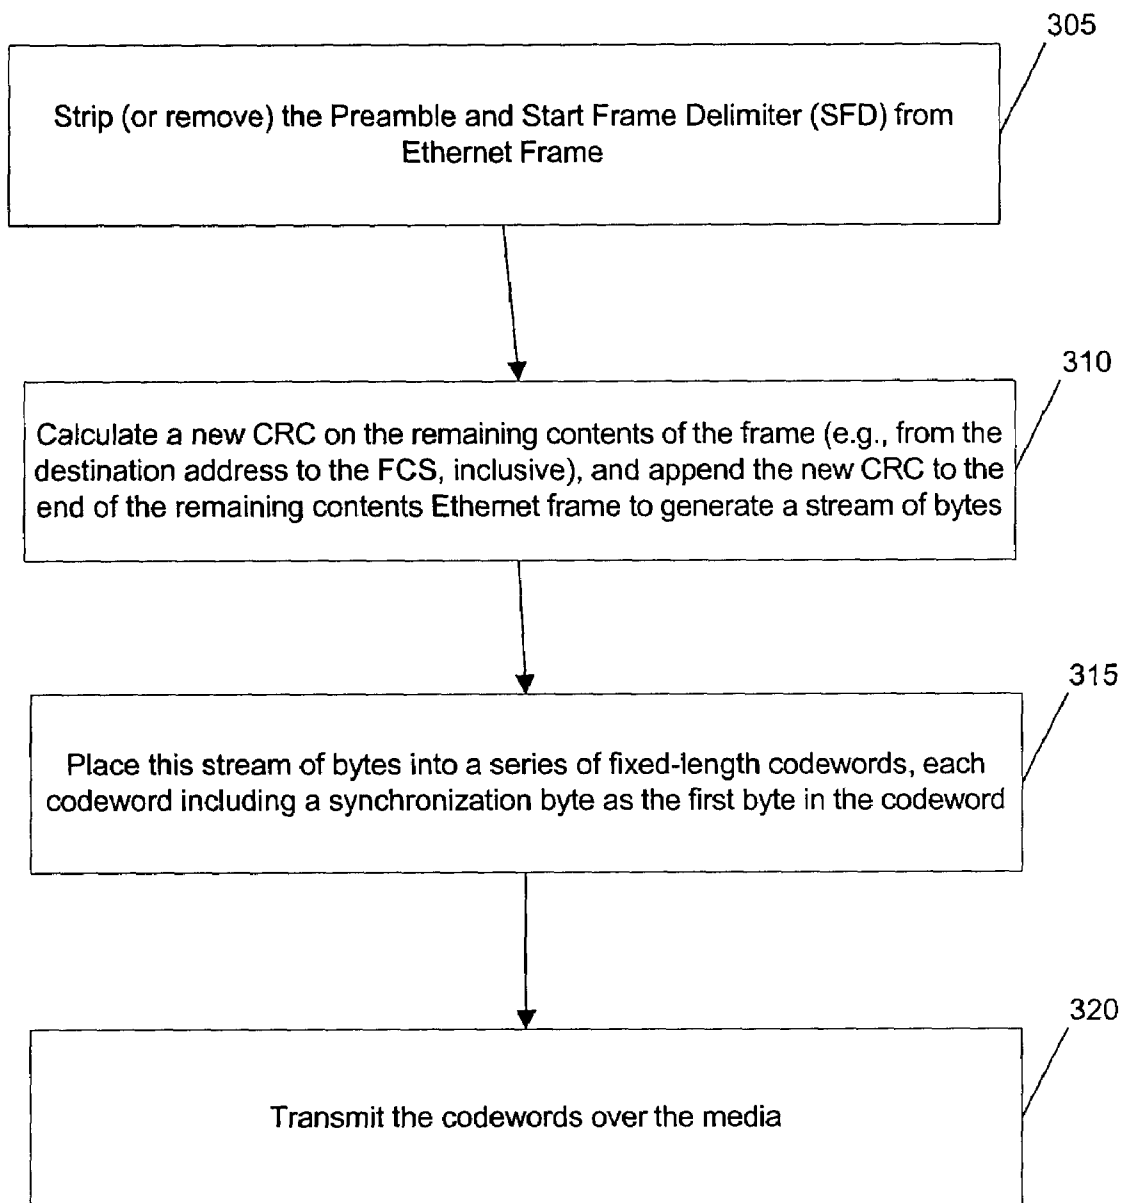 305
Strip (or remove) the Preamble and Start Frame Delimiter (SFD) from
Ethernet Frame
310
Calculate a new CRC on the remaining contents of the frame (e.g., from the
destination address to the FCS, inclusive), and append the new CRC to the
end of the remaining contents Ethernet frame to generate a stream of bytes
315
Place this stream of bytes into a series of fixed-length codewords, each
codeword including a synchronization byte as the first byte in the codeword
320
Transmit the codewords over the media